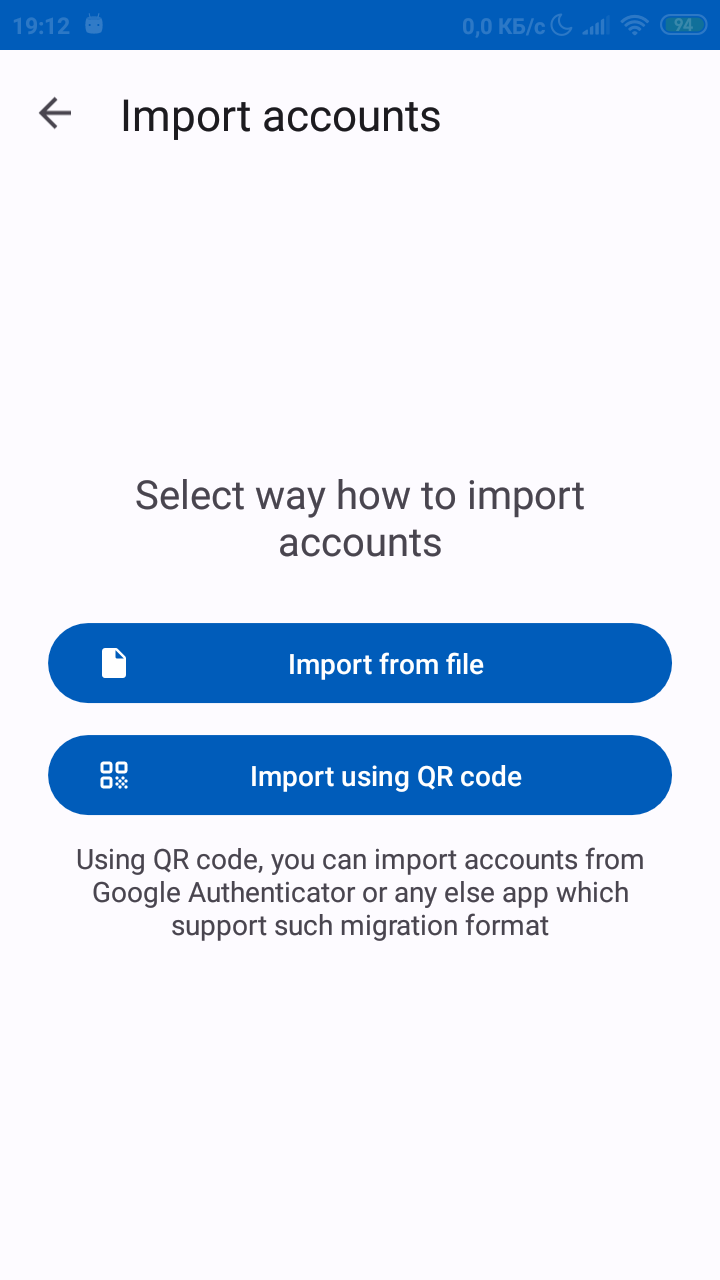 19:12 0,0 КБ/с 94
Import accounts
Select way how to import
accounts
Import from file
Import using QR code
Using QR code, you can import accounts from
Google Authenticator or any else app which
support such migration format